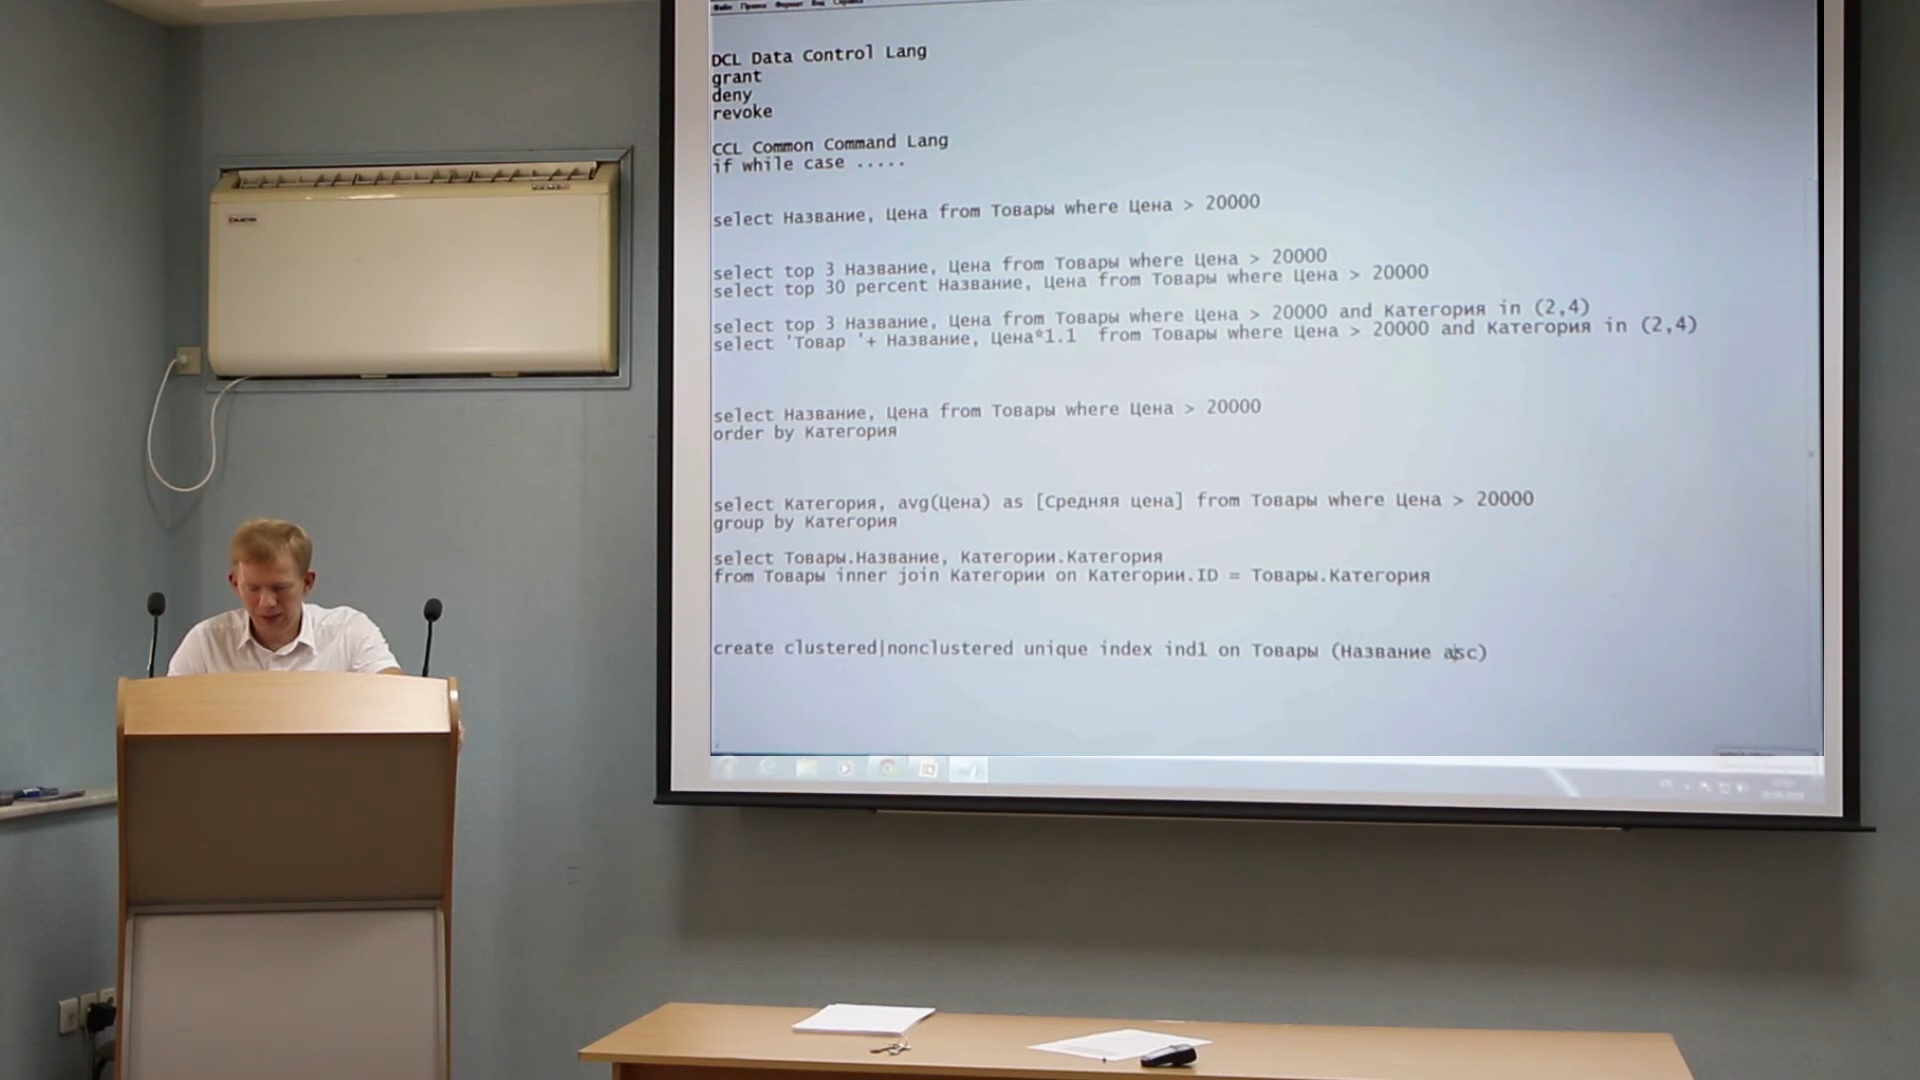 Файл Правка Формат Вид Справка
DCL Data Control Lang
grant
deny
revoke
CCL Common Command Lang
if while case .....
select Название, Цена from Товары where Цена > 20000
select top 3 Название, Цена from Товары where Цена > 20000
select top 30 percent Название, Цена from Товары where Цена > 20000
select top 3 Название, Цена from Товары where Цена > 20000 and Категория in (2,4)
select 'Товар '+ Название, Цена*1.1 from Товары where Цена > 20000 and Категория in (2,4)
select Название, Цена from Товары where Цена > 20000
order by Категория
select Категория, avg(Цена) as [Средняя цена] from Товары where Цена > 20000
group by Категория
select Товары.Название, Категории.Категория
from Товары inner join Категории on Категории.ID = Товары.Категория
create clustered|nonclustered unique index ind1 on Товары (Название asc)